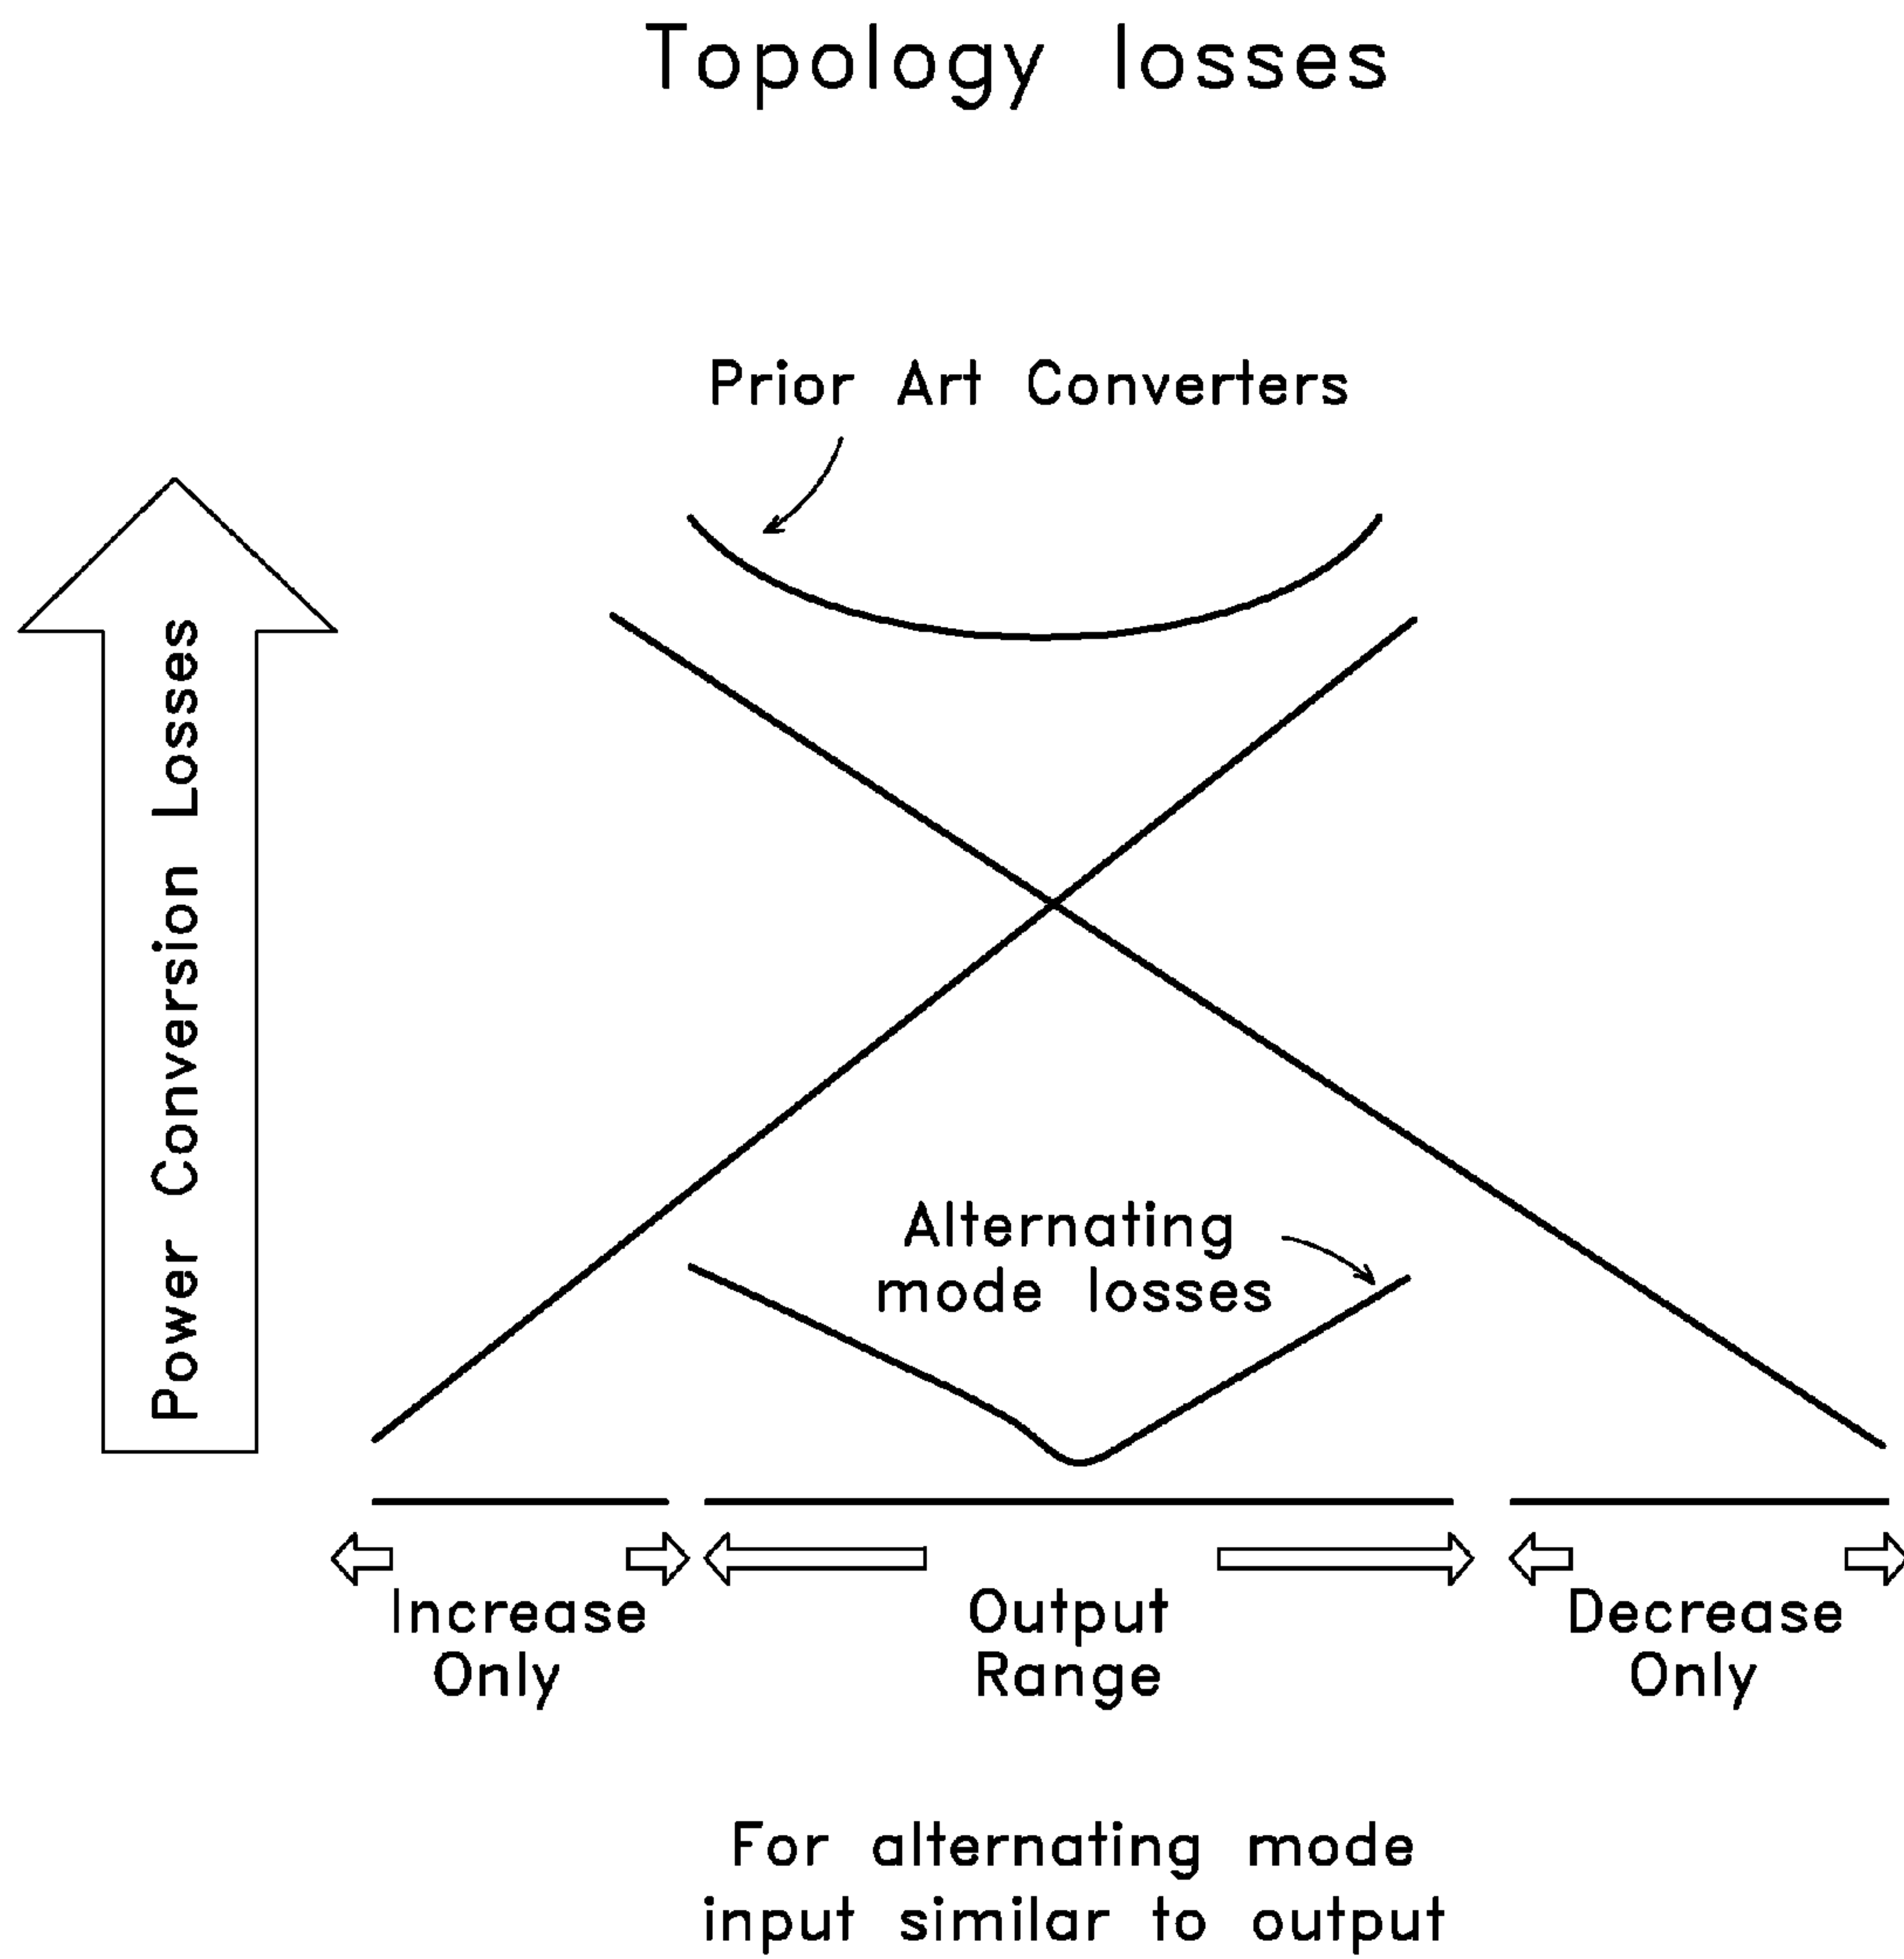 Topology losses
Prior Art Converters
Power Conversion Losses
Alternating
mode losses
Increase
Only
Output
Range
Decrease
Only
For alternating mode
input similar to output